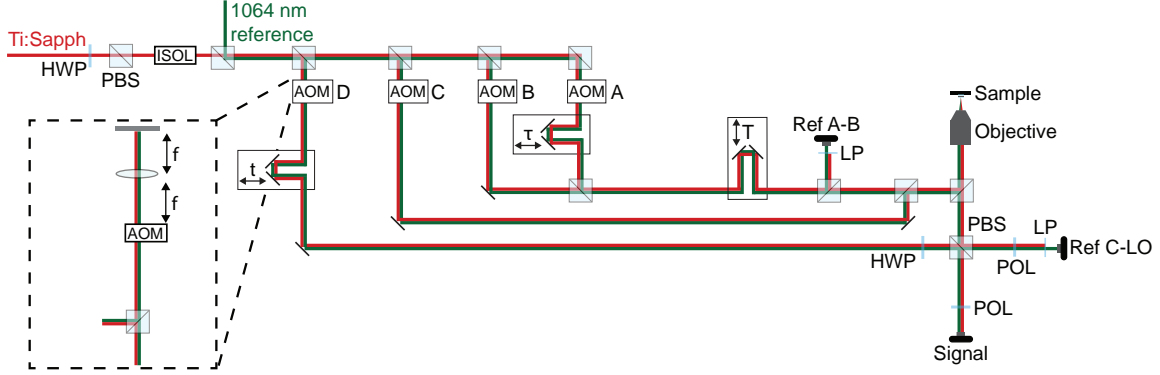 1064 nm
reference
Ti:Sapph
HWP
PBS
ISOL
AOM D
AOM C
AOM B
AOM A
Sample
Objective
Ref A-B
LP
T
τ
t
f
f
AOM
PBS
LP
HWP
POL
Ref C-LO
POL
Signal